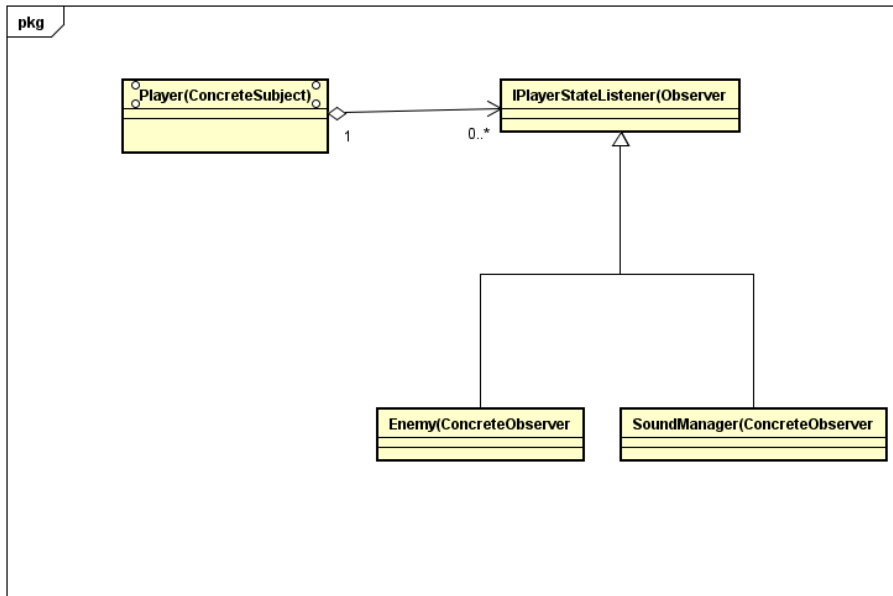 pkg
Player(ConcreteSubject)
IPlayerStateListener(Observer
1
0..*
Enemy(ConcreteObserver
SoundManager(ConcreteObserver